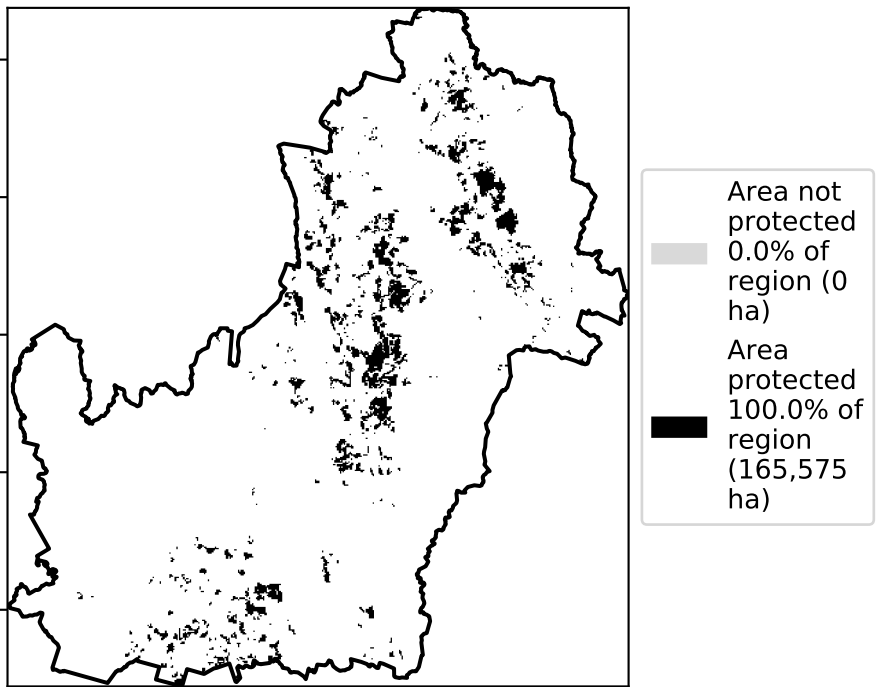 Area not
protected
0.0% of
region (0
ha)
Area
protected
100.0% of
region
(165,575
ha)